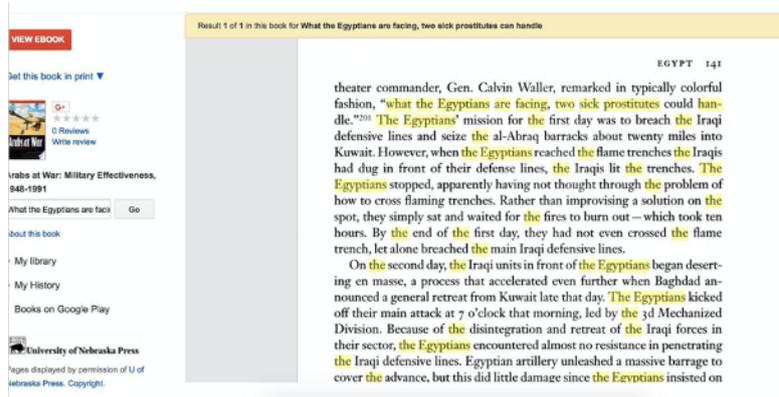 Result 1 of 1 in this book for What the Egyptians are facing, two sick prostitutes can handle
VIEW EBOOK
Get this book in print ▼
G+
0 Reviews
Write review
Arabs at War
Arabs at War: Military Effectiveness,
1948-1991
What the Egyptians are facin
Go
About this book
My library
My History
Books on Google Play
University of Nebraska Press
Pages displayed by permission of U of
Nebraska Press. Copyright.
EGYPT 141
theater commander, Gen. Calvin Waller, remarked in typically colorful
fashion, “what the Egyptians are facing, two sick prostitutes could han-
dle.”²⁰¹ The Egyptians’ mission for the first day was to breach the Iraqi
defensive lines and seize the al-Abraq barracks about twenty miles into
Kuwait. However, when the Egyptians reached the flame trenches the Iraqis
had dug in front of their defense lines, the Iraqis lit the trenches. The
Egyptians stopped, apparently having not thought through the problem of
how to cross flaming trenches. Rather than improvising a solution on the
spot, they simply sat and waited for the fires to burn out—which took ten
hours. By the end of the first day, they had not even crossed the flame
trench, let alone breached the main Iraqi defensive lines.
On the second day, the Iraqi units in front of the Egyptians began desert-
ing en masse, a process that accelerated even further when Baghdad an-
nounced a general retreat from Kuwait late that day. The Egyptians kicked
off their main attack at 7 o’clock that morning, led by the 3d Mechanized
Division. Because of the disintegration and retreat of the Iraqi forces in
their sector, the Egyptians encountered almost no resistance in penetrating
the Iraqi defensive lines. Egyptian artillery unleashed a massive barrage to
cover the advance, but this did little damage since the Egyptians insisted on